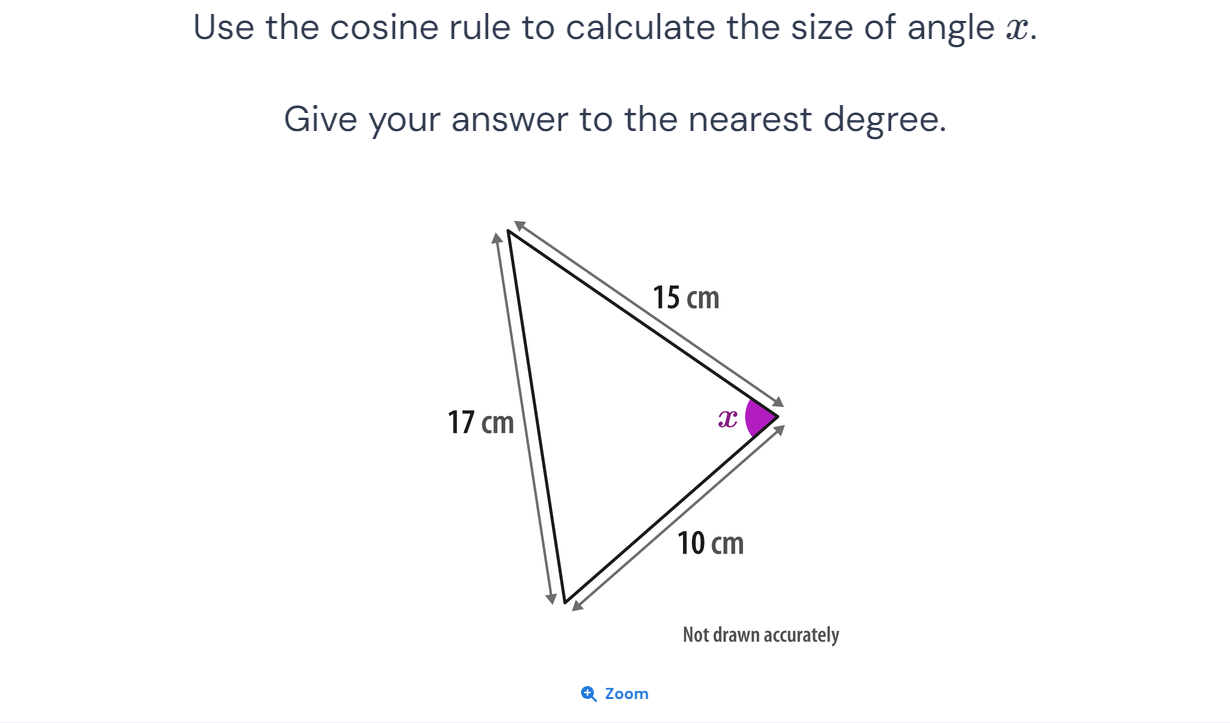 Use the cosine rule to calculate the size of angle x.
Give your answer to the nearest degree.
15 cm
17 cm
x
10 cm
Not drawn accurately
Zoom